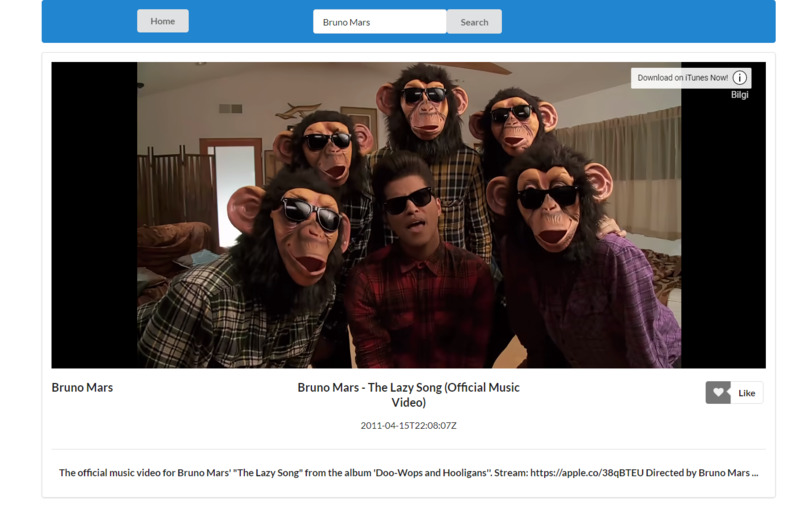 Home
Bruno Mars
Search
Download on iTunes Now!
Bilgi
Bruno Mars
Bruno Mars - The Lazy Song (Official Music
Video)
Like
2011-04-15T22:08:07Z
The official music video for Bruno Mars' "The Lazy Song" from the album 'Doo-Wops and Hooligans". Stream: https://apple.co/38qBTEU Directed by Bruno Mars ...